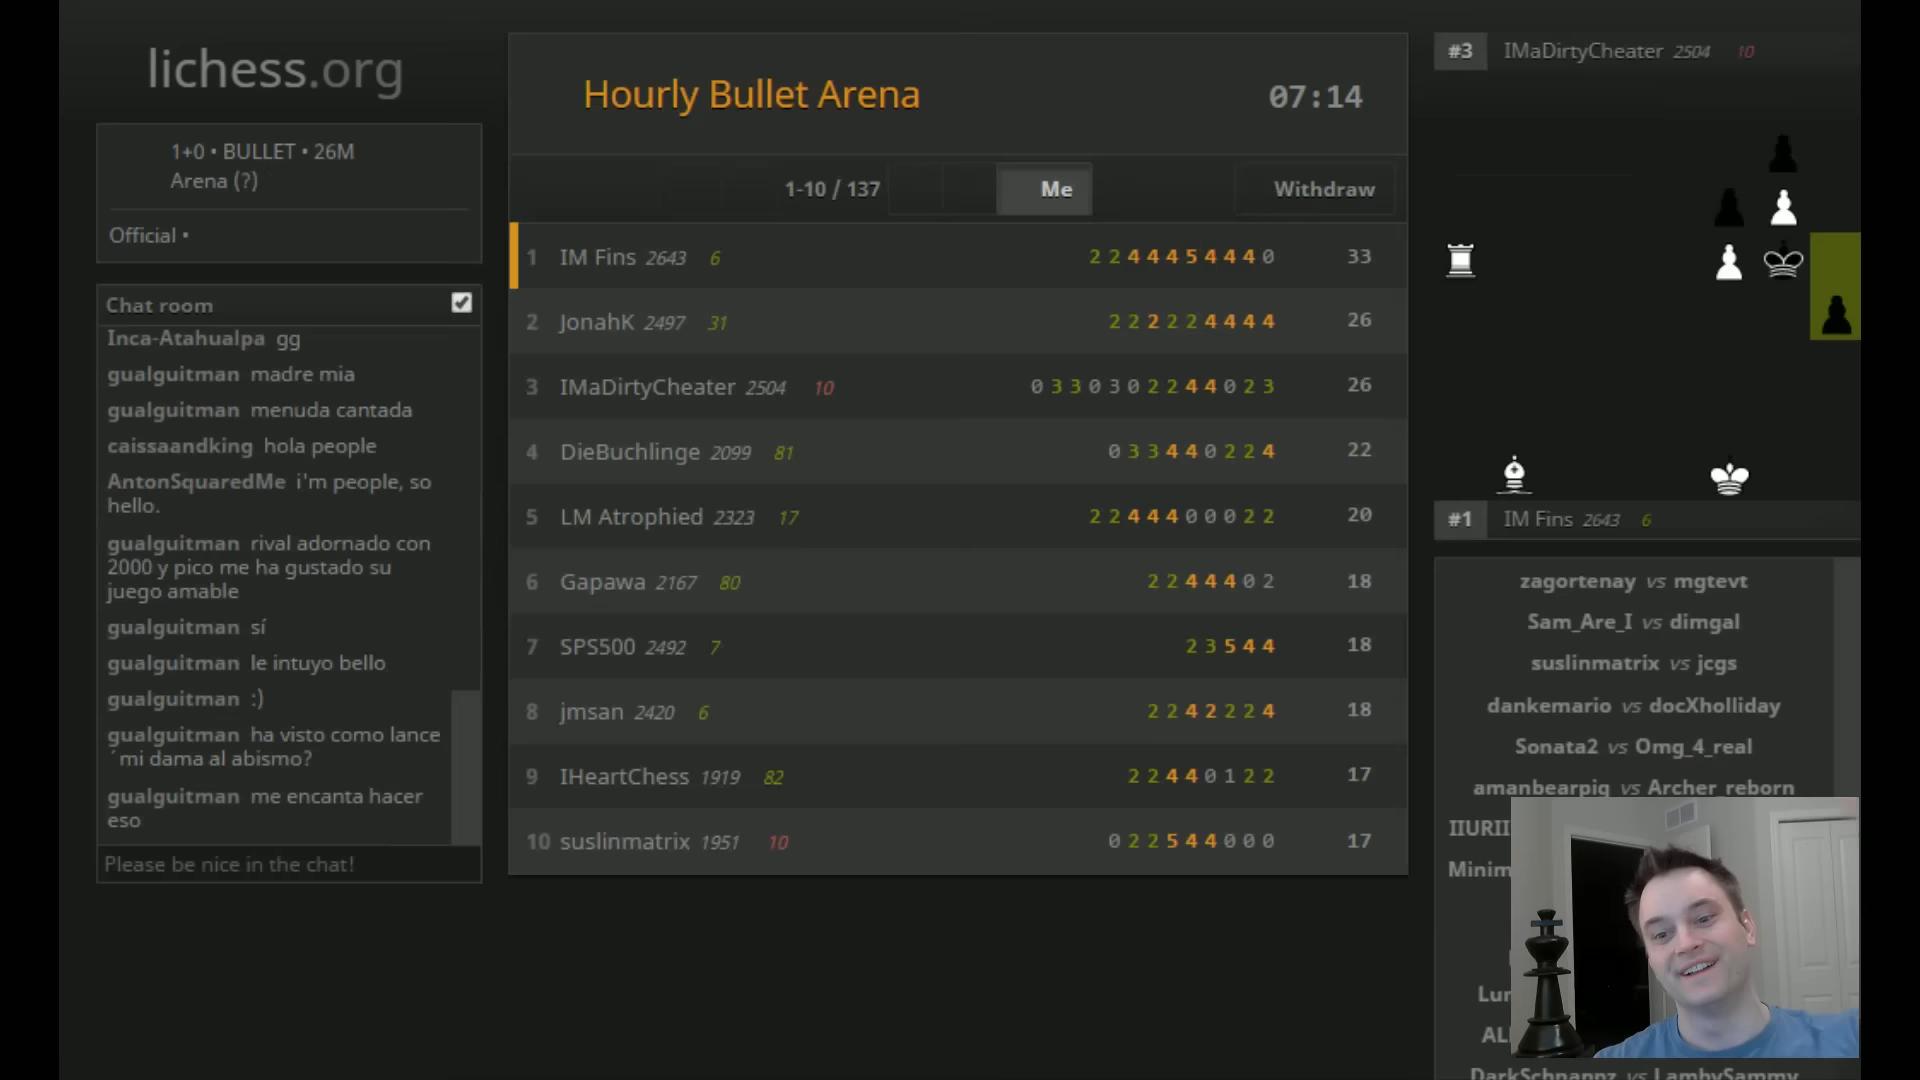 lichess.org
1+0 • BULLET • 26M
Arena (?)
Official •
Chat room
Inca-Atahualpa gg
gualguitman madre mia
gualguitman menuda cantada
caissaandking hola people
AntonSquaredMe i'm people, so
hello.
gualguitman rival adornado con
2000 y pico me ha gustado su
juego amable
gualguitman sí
gualguitman le intuyo bello
gualguitman :)
gualguitman ha visto como lance
´mi dama al abismo?
gualguitman me encanta hacer
eso
Please be nice in the chat!
Hourly Bullet Arena 07:14
1-10 / 137 Me Withdraw
1 IM Fins 2643 6 2 2 4 4 4 5 4 4 4 0 33
2 JonahK 2497 31 2 2 2 2 2 4 4 4 4 26
3 IMaDirtyCheater 2504 10 0 3 3 0 3 0 2 2 4 4 0 2 3 26
4 DieBuchlinge 2099 81 0 3 3 4 4 0 2 2 4 22
5 LM Atrophied 2323 17 2 2 4 4 4 0 0 0 2 2 20
6 Gapawa 2167 80 2 2 4 4 4 0 2 18
7 SPS500 2492 7 2 3 5 4 4 18
8 jmsan 2420 6 2 2 4 2 2 2 4 18
9 IHeartChess 1919 82 2 2 4 4 0 1 2 2 17
10 suslinmatrix 1951 10 0 2 2 5 4 4 0 0 0 17
#3 IMaDirtyCheater 2504 10
#1 IM Fins 2643 6
zagortenay vs mgtevt
Sam_Are_I vs dimgal
suslinmatrix vs jcgs
dankemario vs docXholliday
Sonata2 vs Omg_4_real
amanbearpig vs Archer_reborn
IIURII
Minim
Lur
DarkSchnappz vs LambySammy